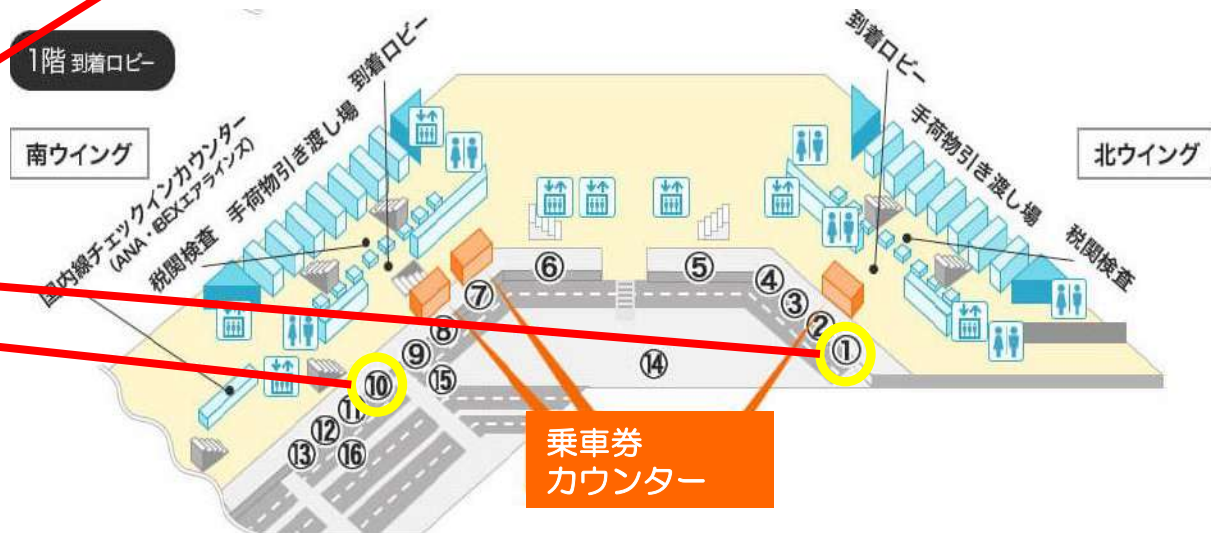 1階 到着ロビー
南ウイング
国内線チェックインカウンター
(ANA・BEXエアラインズ)
税関検査
手荷物引き渡し場
到着ロビー
到着ロビー
手荷物引き渡し場
税関検査
北ウイング
⑥
⑤
④
③
②
①
⑦
⑧
⑨
⑩
⑪
⑫
⑬
⑭
⑮
⑯
乗車券
カウンター